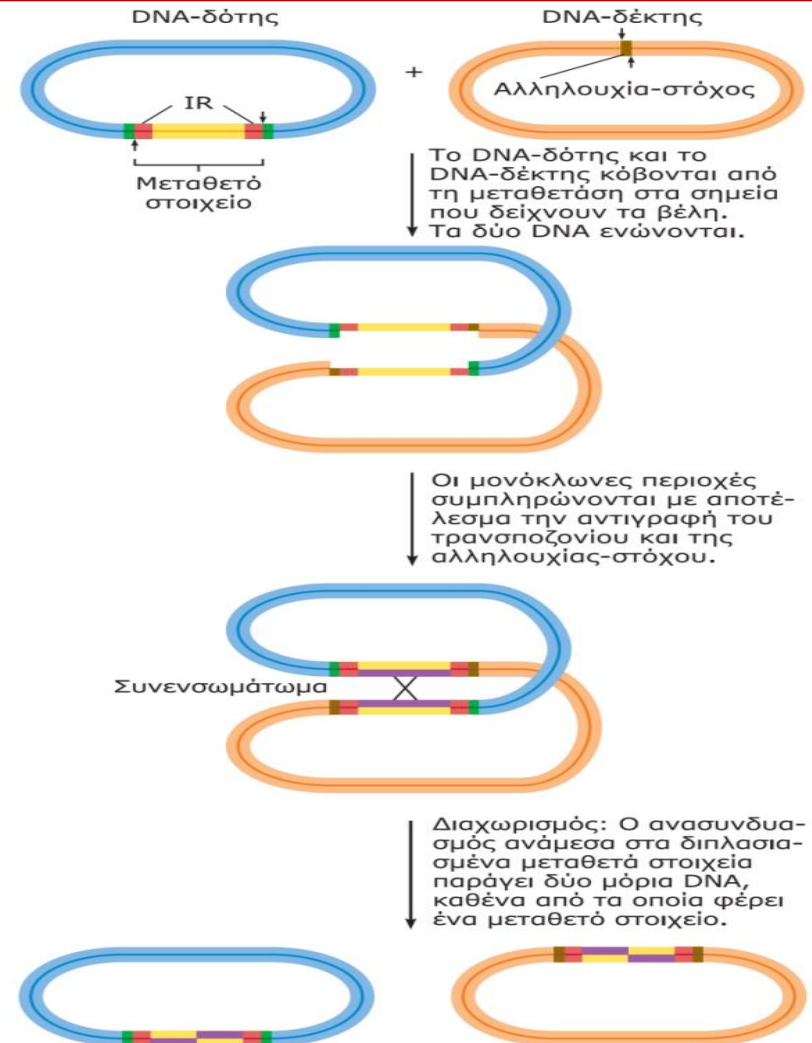 DNA-δότης
DNA-δέκτης
+
IR
Αλληλουχία-στόχος
Μεταθετό
στοιχείο
Το DNA-δότης και το
DNA-δέκτης κόβονται από
τη μεταθετάση στα σημεία
που δείχνουν τα βέλη.
Τα δύο DNA ενώνονται.
Οι μονόκλωνες περιοχές
συμπληρώνονται με αποτέ-
λεσμα την αντιγραφή του
τρανσποζονίου και της
αλληλουχίας-στόχου.
Συνενσωμάτωμα
Διαχωρισμός: Ο ανασυνδυα-
σμός ανάμεσα στα διπλασια-
σμένα μεταθετά στοιχεία
παράγει δύο μόρια DNA,
καθένα από τα οποία φέρει
ένα μεταθετό στοιχείο.